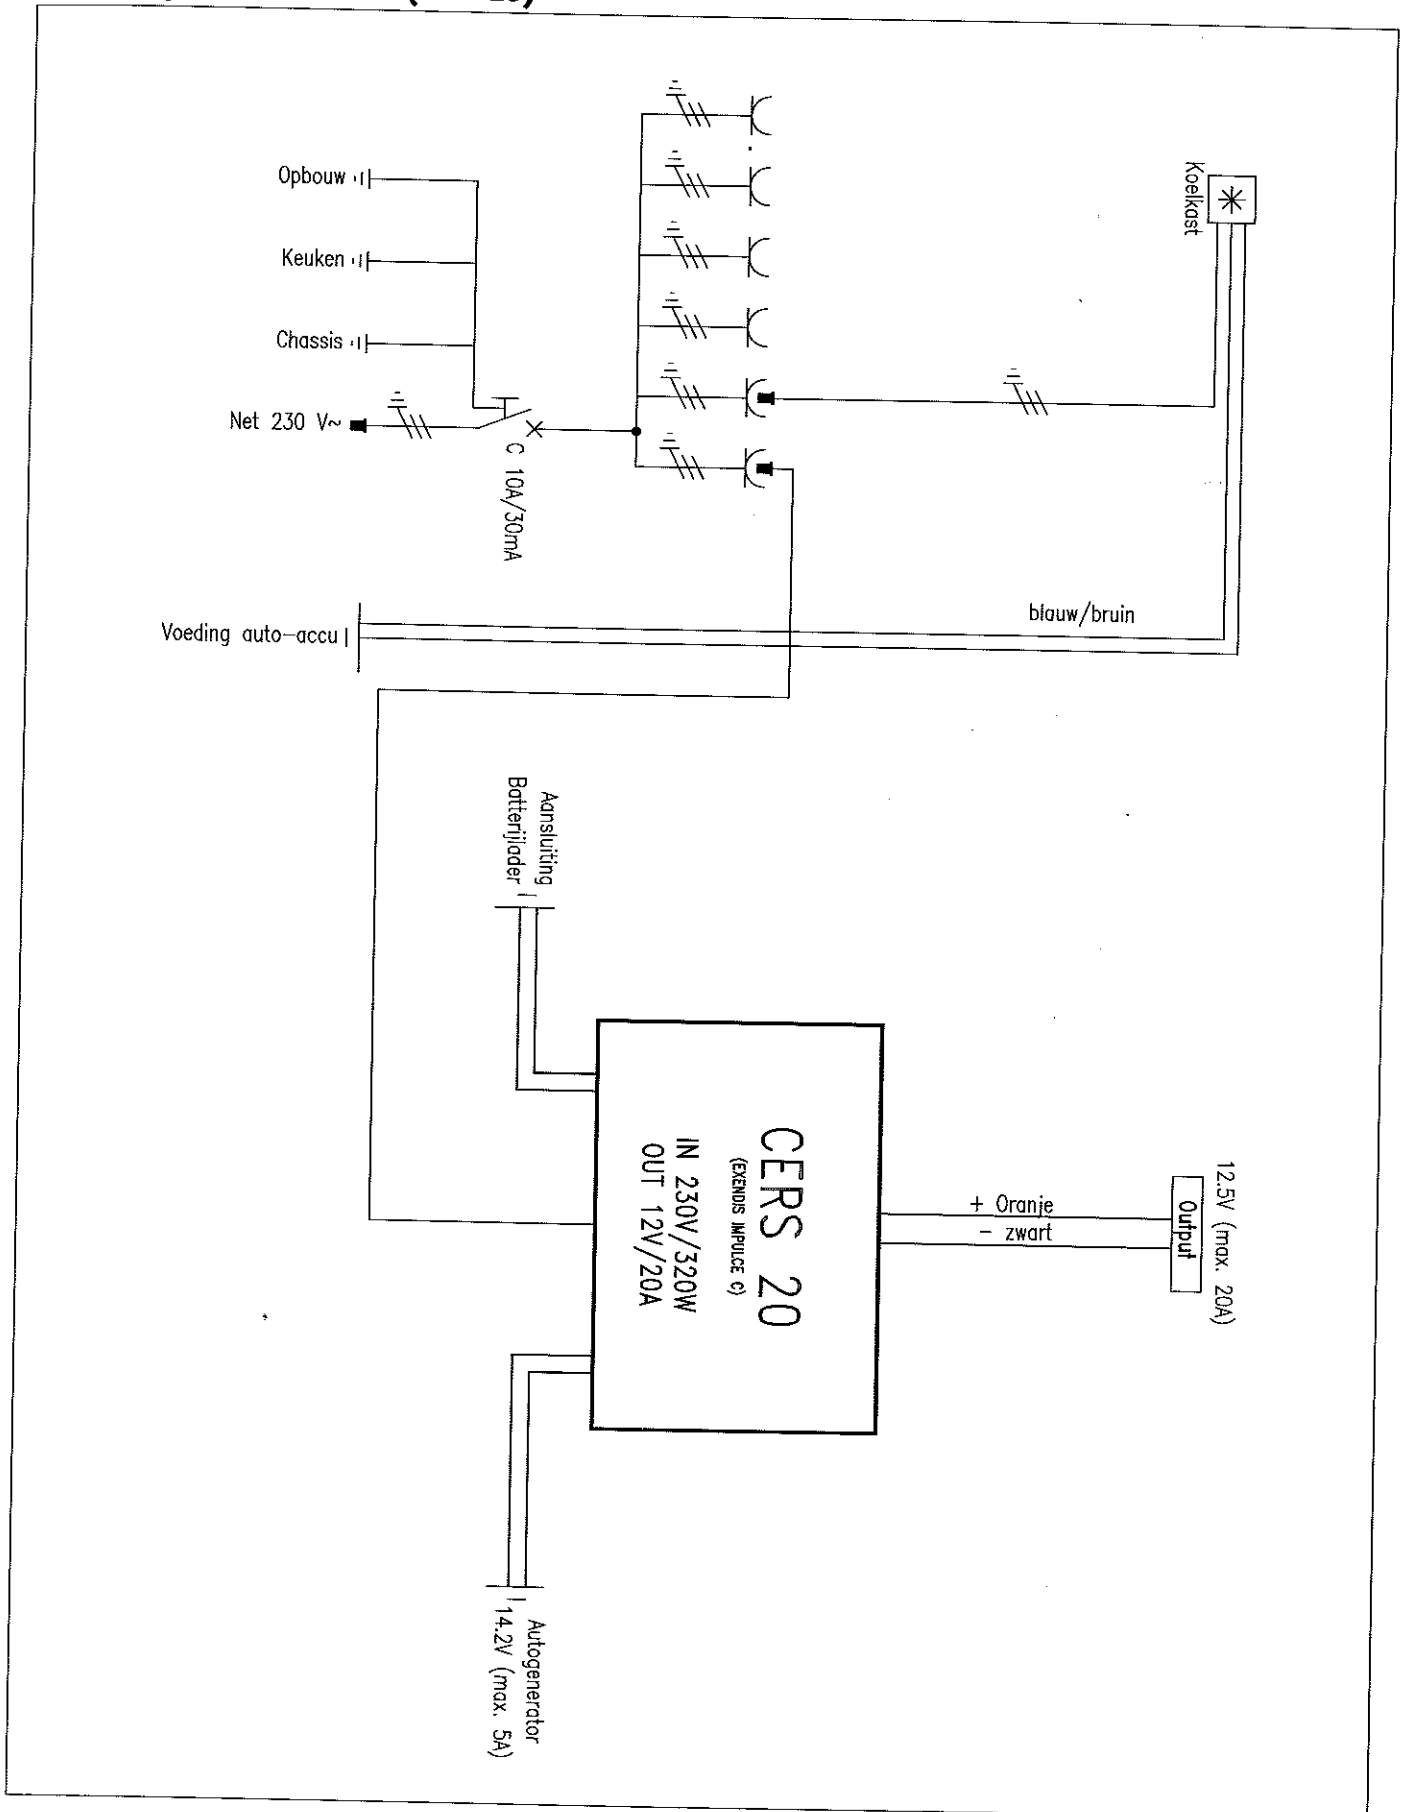 Koelkast
Opbouw
Keuken
Chassis
Net 230 V~
C 10A/30mA
blauw/bruin
Voeding auto-accu
Aansluiting
Batterijlader
CERS 20
(EXENDIS IMPULCE C)
IN 230V/320W
OUT 12V/20A
12.5V (max. 20A)
Output
+ Oranje
- zwart
Autogenerator
14.2V (max. 5A)